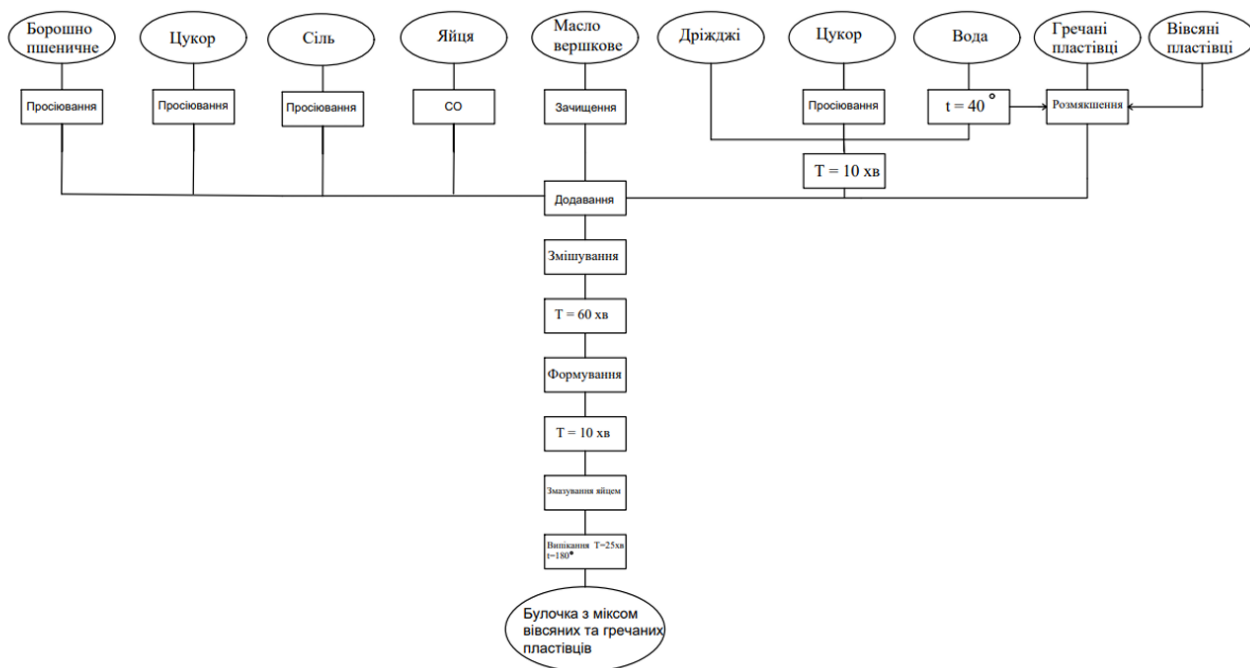 Борошно
пшеничне
Цукор
Сіль
Яйця
Масло
вершкове
Дріжджі
Цукор
Вода
Гречані
пластівці
Вівсяні
пластівці
Просіювання
Просіювання
Просіювання
СО
Зачищення
Просіювання
t = 40°
Розмякшення
T = 10 хв
Додавання
Змішування
T = 60 хв
Формування
T = 10 хв
Змазування яйцем
Випікання T=25хв
t=180°
Булочка з міксом
вівсяних та гречаних
пластівців